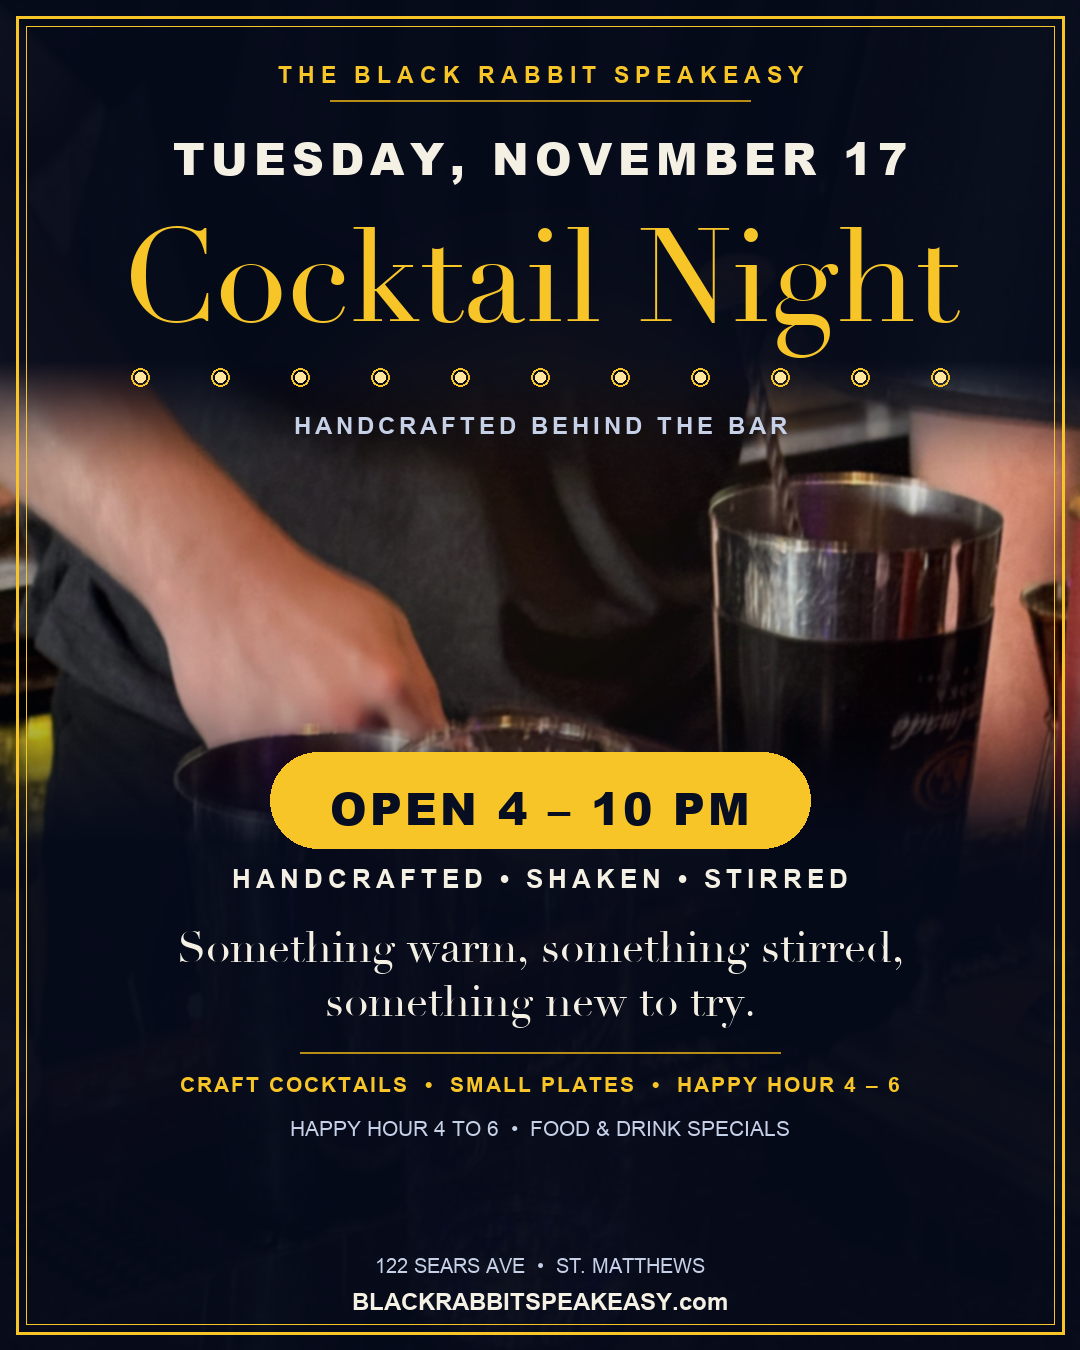 THE BLACK RABBIT SPEAKEASY
TUESDAY, NOVEMBER 17
Cocktail Night
HANDCRAFTED BEHIND THE BAR
OPEN 4 – 10 PM
HANDCRAFTED • SHAKEN • STIRRED
Something warm, something stirred,
something new to try.
CRAFT COCKTAILS • SMALL PLATES • HAPPY HOUR 4 – 6
HAPPY HOUR 4 TO 6 • FOOD & DRINK SPECIALS
122 SEARS AVE • ST. MATTHEWS
BLACKRABBITSPEAKEASY.com